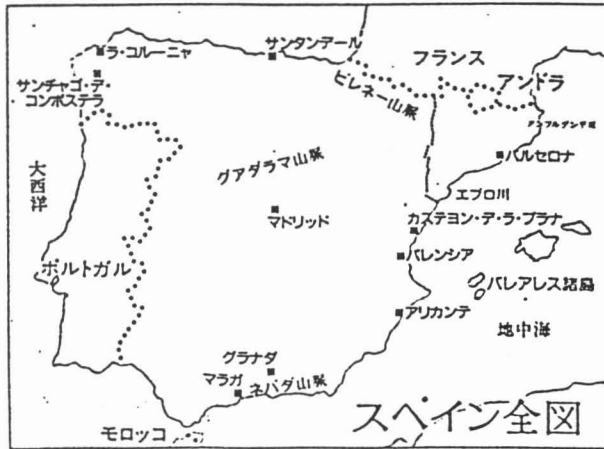 ラ・コルーニャ
サンタンデール
フランス
アンドラ
サンチャゴ・デ・
コンポステラ
ピレネー山脈
バルセロナ
グアダラマ山脈
大西洋
エブロ川
マドリッド
カステヨン・デ・ラ・プラナ
バレンシア
ポルトガル
バレアレス諸島
アリカンテ
地中海
グラナダ
マラガ
ネバダ山脈
スペイン全図
モロッコ